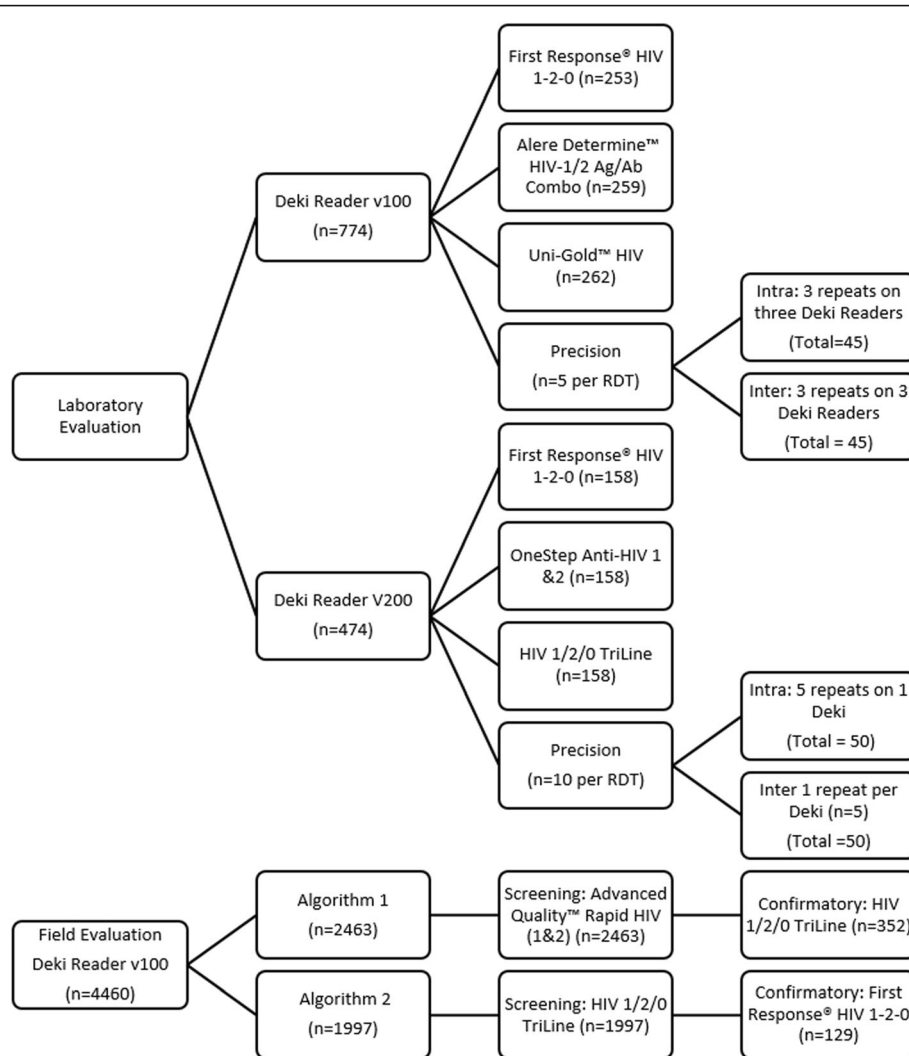 First Response® HIV
1-2-0 (n=253)
Alere Determine™
HIV-1/2 Ag/Ab
Combo (n=259)
Deki Reader v100
(n=774)
Uni-Gold™ HIV
(n=262)
Intra: 3 repeats on
three Deki Readers
(Total=45)
Precision
(n=5 per RDT)
Inter: 3 repeats on 3
Deki Readers
(Total = 45)
Laboratory
Evaluation
First Response® HIV
1-2-0 (n=158)
OneStep Anti-HIV 1
&2 (n=158)
Deki Reader V200
(n=474)
HIV 1/2/0 TriLine
(n=158)
Intra: 5 repeats on 1
Deki
(Total = 50)
Precision
(n=10 per RDT)
Inter 1 repeat per
Deki (n=5)
(Total =50)
Field Evaluation
Deki Reader v100
(n=4460)
Algorithm 1
(n=2463)
Screening: Advanced
Quality™ Rapid HIV
(1&2) (n=2463)
Confirmatory: HIV
1/2/0 TriLine (n=352)
Algorithm 2
(n=1997)
Screening: HIV 1/2/0
TriLine (n=1997)
Confirmatory: First
Response® HIV 1-2-0
(n=129)